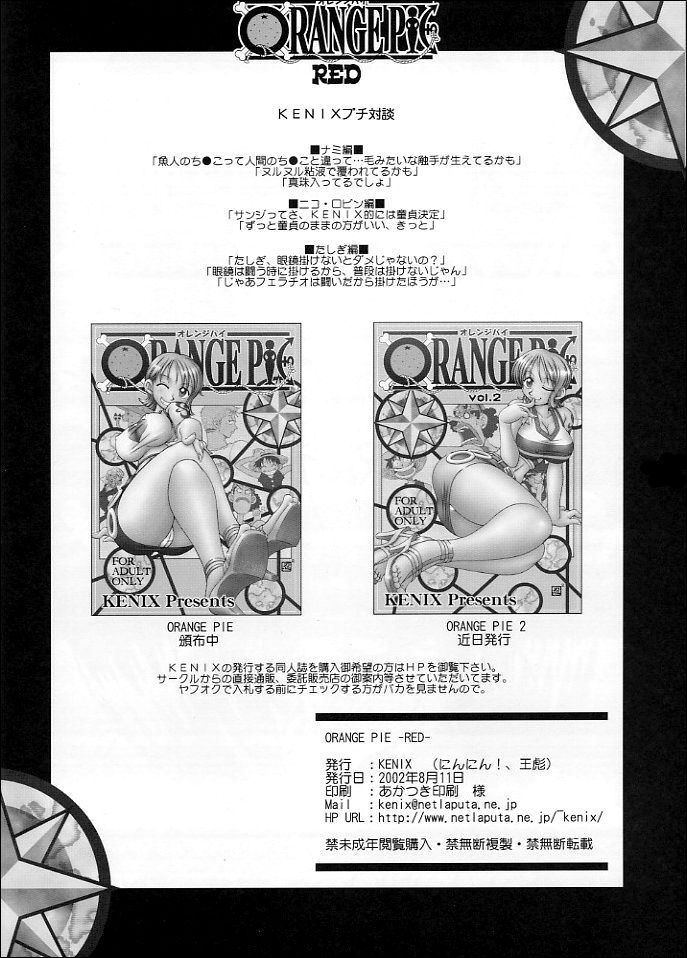 オレンジパイ
ORANGE PIE
RED
KENIXプチ対談
■ナミ編■
「魚人のち●こって人間のち●こと違って…毛みたいな触手が生えてるかも」
「ヌルヌル粘液で覆われてるかも」
「真珠入ってるでしょ」
■ニコ・ロビン編■
「サンジってさ、KENIX的には童貞決定」
「ずっと童貞のままの方がいい、きっと」
■たしぎ編■
「たしぎ、眼鏡掛けないとダメじゃないの？」
「眼鏡は闘う時に掛けるから、普段は掛けないじゃん」
「じゃあフェラチオは闘いだから掛けたほうが…」
オレンジパイ
ORANGE PIE
FOR
ADULT
ONLY
KENIX Presents
ORANGE PIE
頒布中
オレンジパイ
ORANGE PIE
vol.2
FOR
ADULT
ONLY
KENIX Presents
ORANGE PIE 2
近日発行
KENIXの発行する同人誌を購入御希望の方はHPを御覧下さい。
サークルからの直接通販、委託販売店の御案内等させていただいてます。
ヤフオクで入札する前にチェックする方がバカを見ませんので。
ORANGE PIE -RED-
発行　：KENIX　（にんにん！、王彪）
発行日：2002年8月11日
印刷　：あかつき印刷　様
Mail　：kenix@netlaputa.ne.jp
HP URL：http://www.netlaputa.ne.jp/~kenix/
禁未成年閲覧購入・禁無断複製・禁無断転載